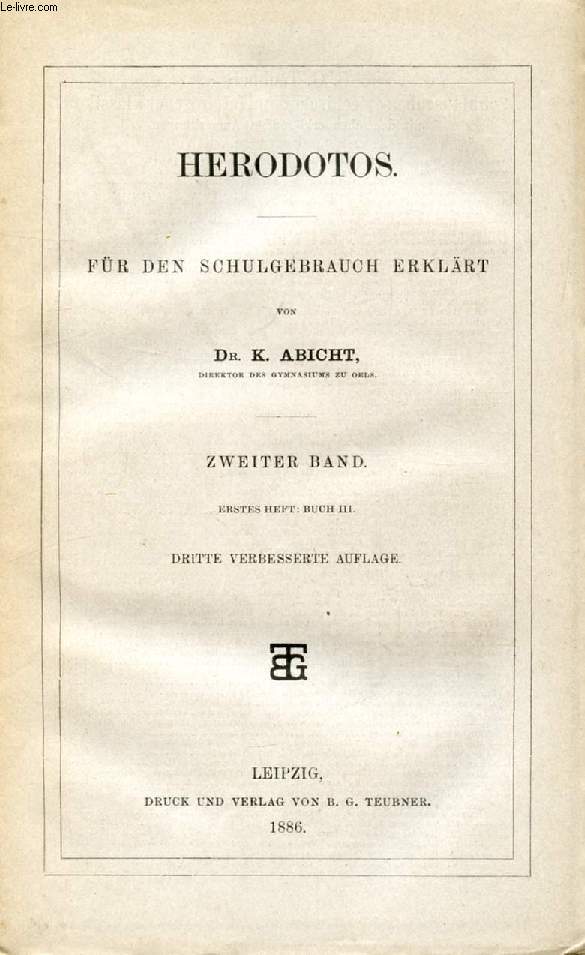 Le-livre.com
HERODOTOS.
FÜR DEN SCHULGEBRAUCH ERKLÄRT
VON
DR. K. ABICHT,
DIREKTOR DES GYMNASIUMS ZU OELS.
ZWEITER BAND.
ERSTES HEFT: BUCH III.
DRITTE VERBESSERTE AUFLAGE.
BTG
LEIPZIG,
DRUCK UND VERLAG VON B. G. TEUBNER.
1886.